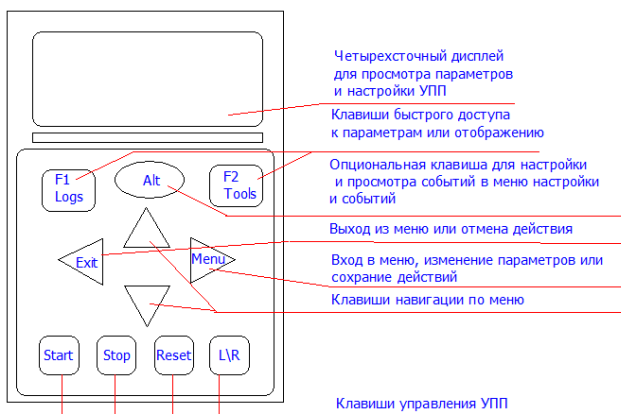 Четырехсточный дисплей
для просмотра параметров
и настройки УПП
Клавиши быстрого доступа
к параметрам или отображению
Опциональная клавиша для настройки
и просмотра событий в меню настройки
и событий
Выход из меню или отмена действия
Вход в меню, изменение параметров или
сохрание действий
Клавиши навигации по меню
Клавиши управления УПП
F1
Logs
Alt
F2
Tools
Exit
Menu
Start
Stop
Reset
L\R